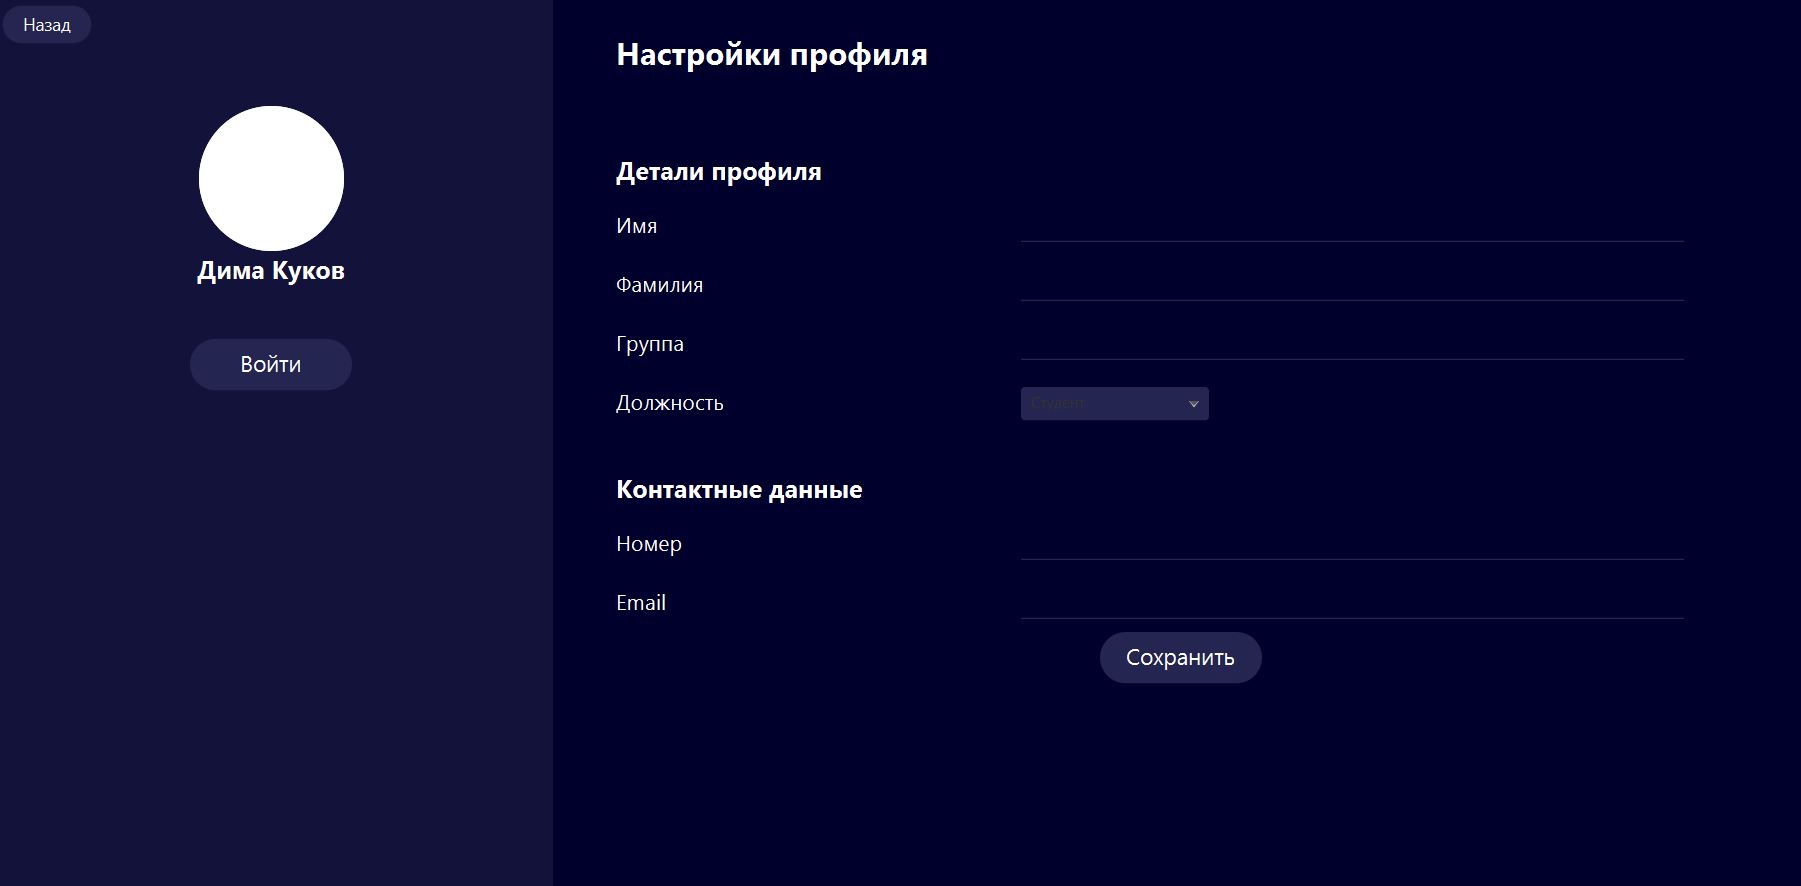 Назад
Дима Куков
Войти
Настройки профиля
Детали профиля
Имя
Фамилия
Группа
Должность
Студент
Контактные данные
Номер
Email
Сохранить